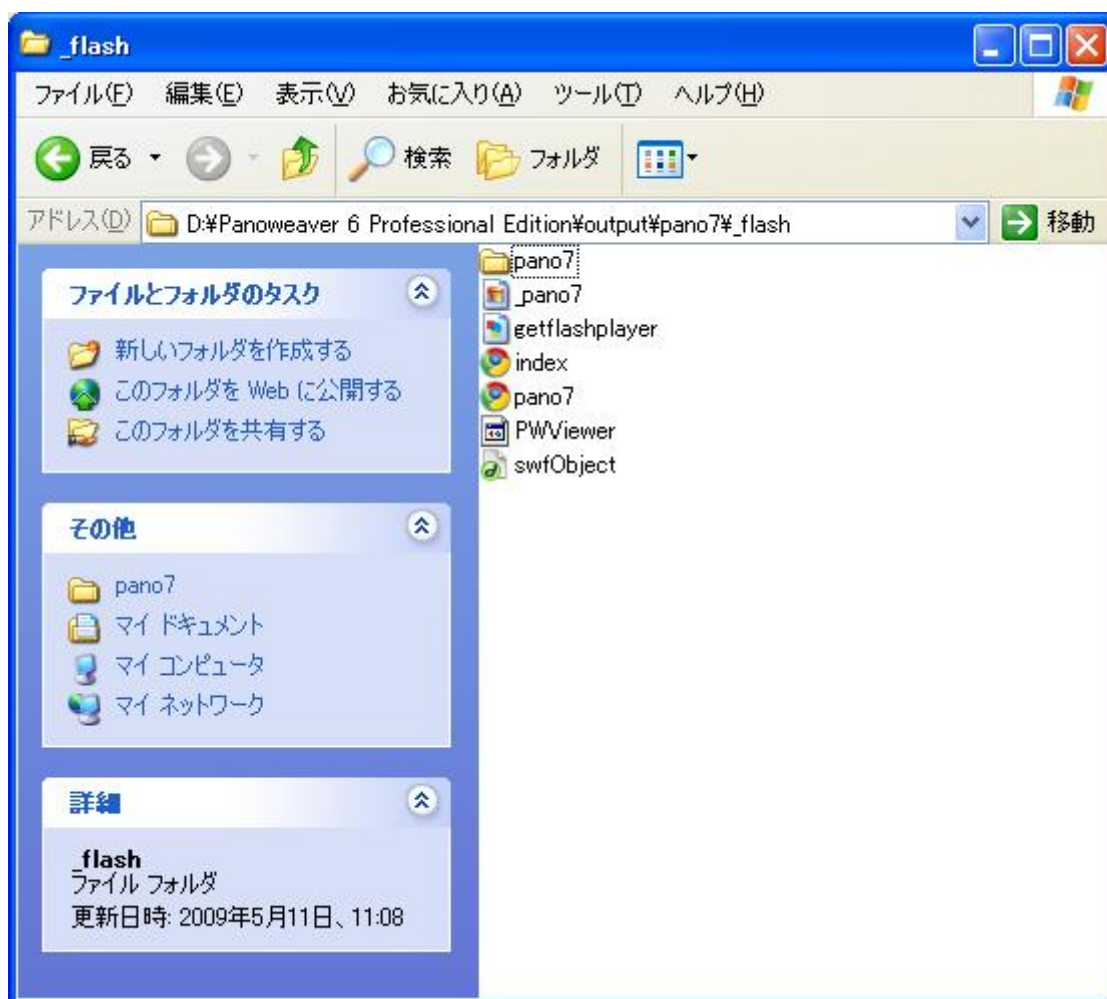 _flash
ファイル(F) 編集(E) 表示(V) お気に入り(A) ツール(T) ヘルプ(H)
戻る 検索 フォルダ
アドレス(D) D:¥Panoweaver 6 Professional Edition¥output¥pano7¥_flash 移動
ファイルとフォルダのタスク
新しいフォルダを作成する
このフォルダを Web に公開する
このフォルダを共有する
その他
pano7
マイ ドキュメント
マイ コンピュータ
マイ ネットワーク
詳細
_flash
ファイル フォルダ
更新日時: 2009年5月11日、11:08
pano7
_pano7
getflashplayer
index
pano7
PWViewer
swfObject